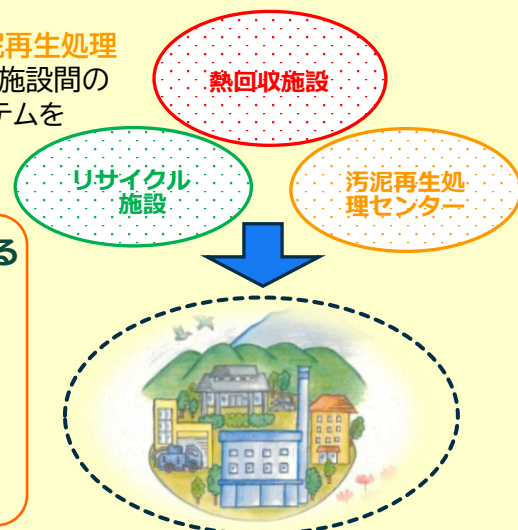 泥再生処理
施設間の
テムを
る
熱回収施設
リサイクル
施設
汚泥再生処
理センター